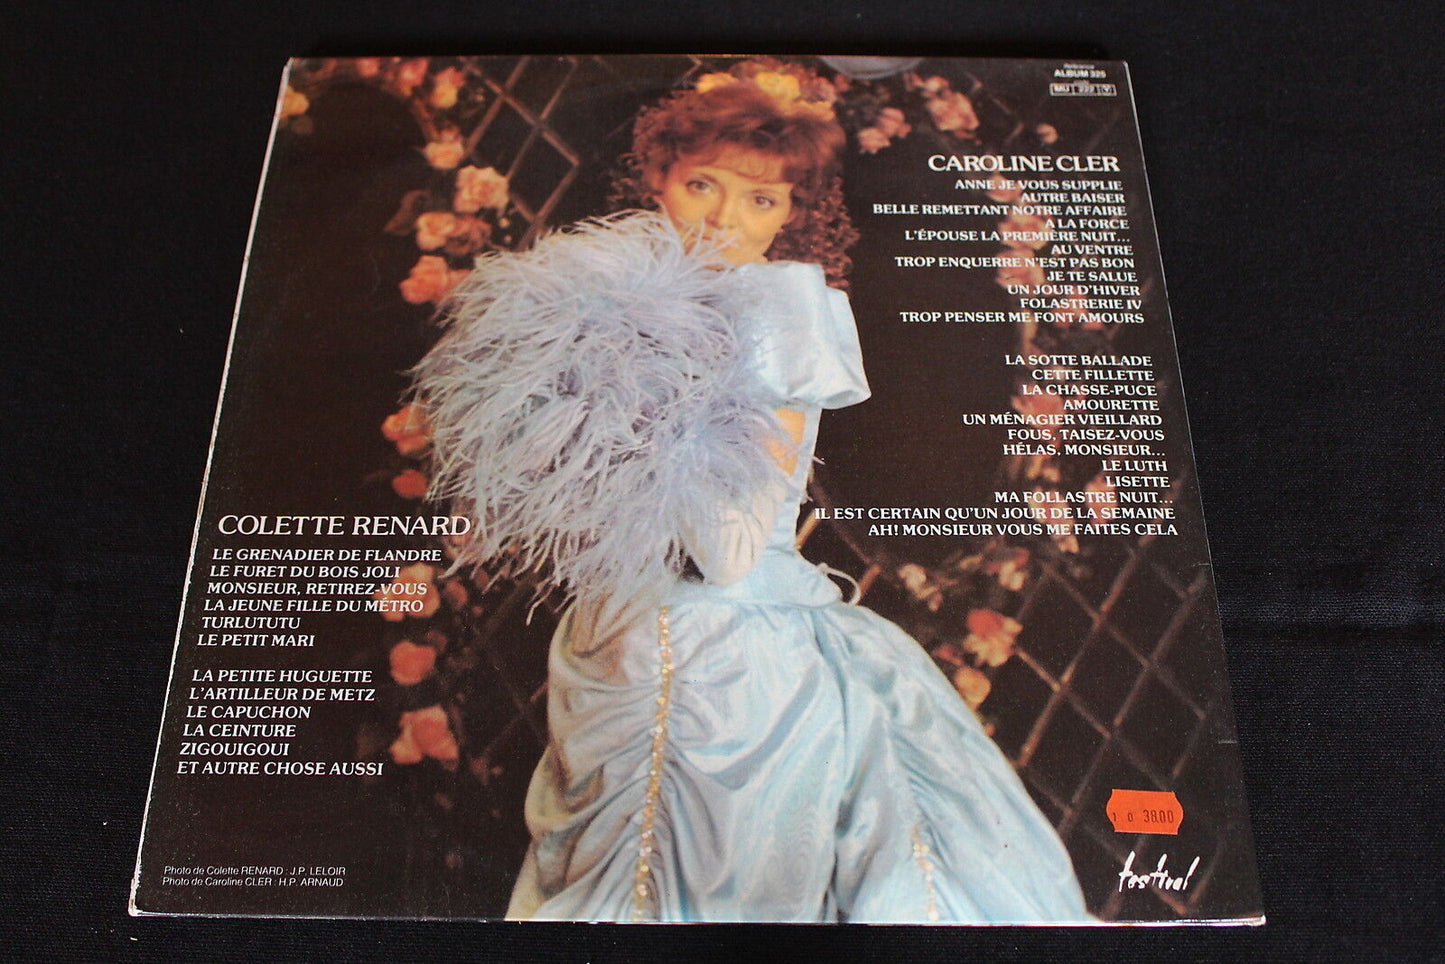 Référence
ALBUM 325
MU 222 Y
CAROLINE CLER
ANNE JE VOUS SUPPLIE
AUTRE BAISER
BELLE REMETTANT NOTRE AFFAIRE
A LA FORCE
L'ÉPOUSE LA PREMIÈRE NUIT...
AU VENTRE
TROP ENQUERRE N'EST PAS BON
JE TE SALUE
UN JOUR D'HIVER
FOLASTRERIE IV
TROP PENSER ME FONT AMOURS
LA SOTTE BALLADE
CETTE FILLETTE
LA CHASSE-PUCE
AMOURETTE
UN MÉNAGIER VIEILLARD
FOUS, TAISEZ-VOUS
HÉLAS, MONSIEUR...
LE LUTH
LISETTE
MA FOLLASTRE NUIT...
IL EST CERTAIN QU'UN JOUR DE LA SEMAINE
AH! MONSIEUR VOUS ME FAITES CELA
COLETTE RENARD
LE GRENADIER DE FLANDRE
LE FURET DU BOIS JOLI
MONSIEUR, RETIREZ-VOUS
LA JEUNE FILLE DU MÉTRO
TURLUTUTU
LE PETIT MARI
LA PETITE HUGUETTE
L'ARTILLEUR DE METZ
LE CAPUCHON
LA CEINTURE
ZIGOUIGOUI
ET AUTRE CHOSE AUSSI
1 0 38.00
festival
Photo de Colette RENARD : J.P. LELOIR
Photo de Caroline CLER : H.P. ARNAUD